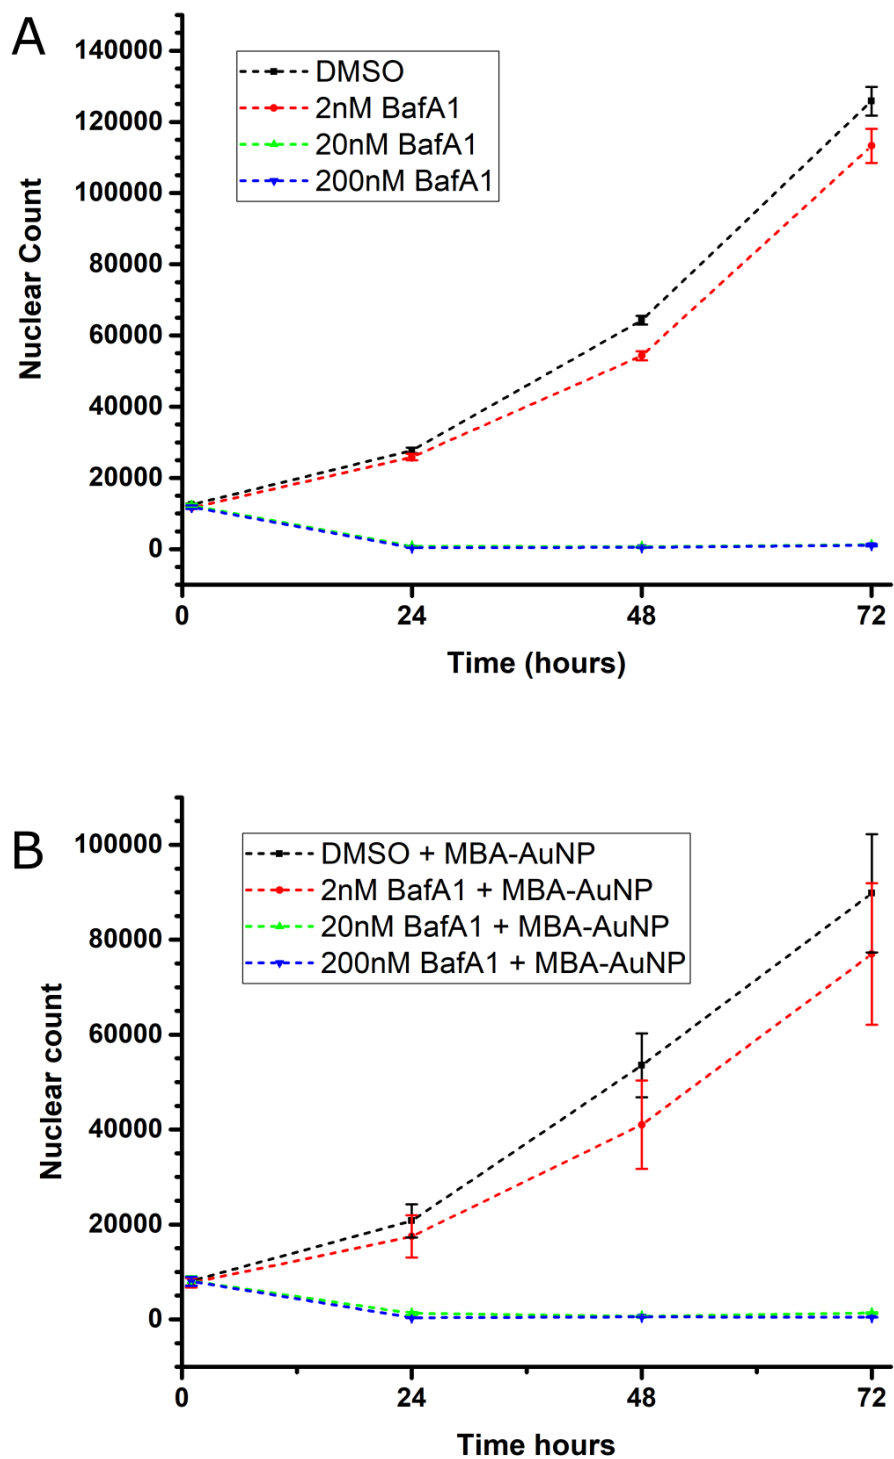 A
140000
120000
100000
80000
60000
40000
20000
0
Nuclear Count
DMSO
2nM BafA1
20nM BafA1
200nM BafA1
0 24 48 72
Time (hours)
B
100000
80000
60000
40000
20000
0
Nuclear count
DMSO + MBA-AuNP
2nM BafA1 + MBA-AuNP
20nM BafA1 + MBA-AuNP
200nM BafA1 + MBA-AuNP
0 24 48 72
Time hours